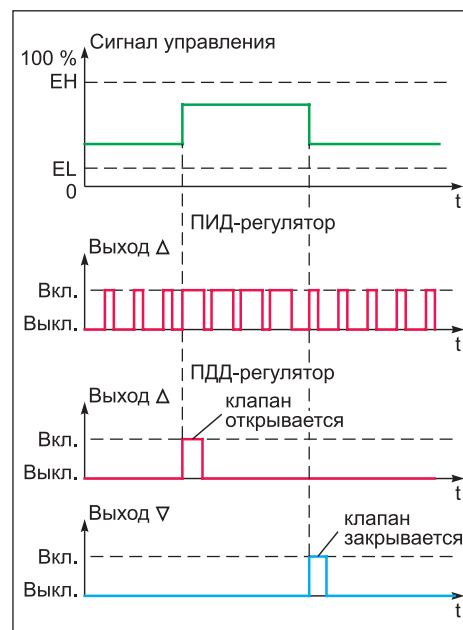 Сигнал управления
100 %
EH
EL
0
t
ПИД-регулятор
Выход Δ
Вкл.
Выкл.
t
ПДД-регулятор
Выход Δ
клапан
открывается
Вкл.
Выкл.
t
Выход ∇
клапан
закрывается
Вкл.
Выкл.
t